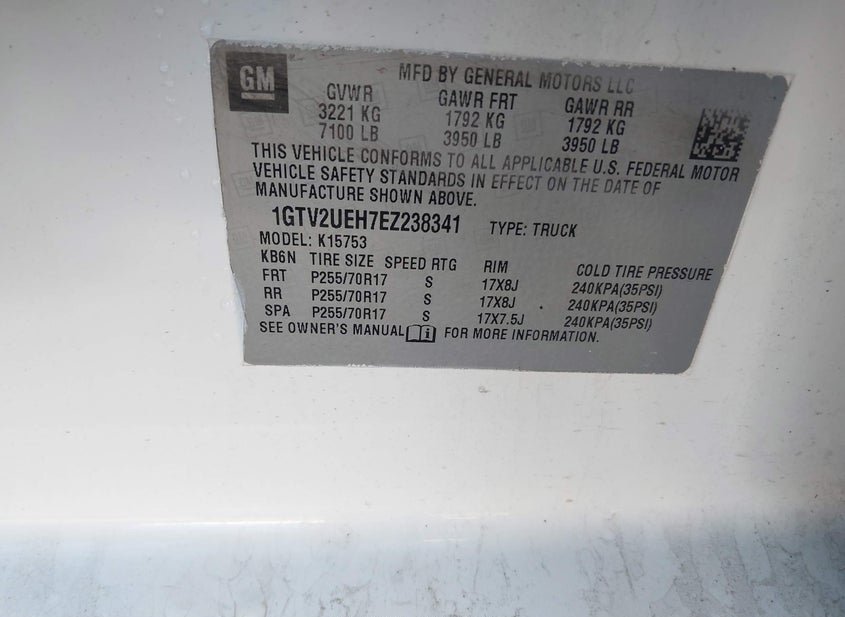 GM
MFD BY GENERAL MOTORS LLC
GVWR GAWR FRT GAWR RR
3221 KG 1792 KG 1792 KG
7100 LB 3950 LB 3950 LB
THIS VEHICLE CONFORMS TO ALL APPLICABLE U.S. FEDERAL MOTOR
VEHICLE SAFETY STANDARDS IN EFFECT ON THE DATE OF
MANUFACTURE SHOWN ABOVE.
1GTV2UEH7EZ238341 TYPE: TRUCK
MODEL: K15753
KB6N TIRE SIZE SPEED RTG RIM COLD TIRE PRESSURE
FRT P255/70R17 S 17X8J 240KPA(35PSI)
RR P255/70R17 S 17X8J 240KPA(35PSI)
SPA P255/70R17 S 17X7.5J 240KPA(35PSI)
SEE OWNER'S MANUAL FOR MORE INFORMATION.